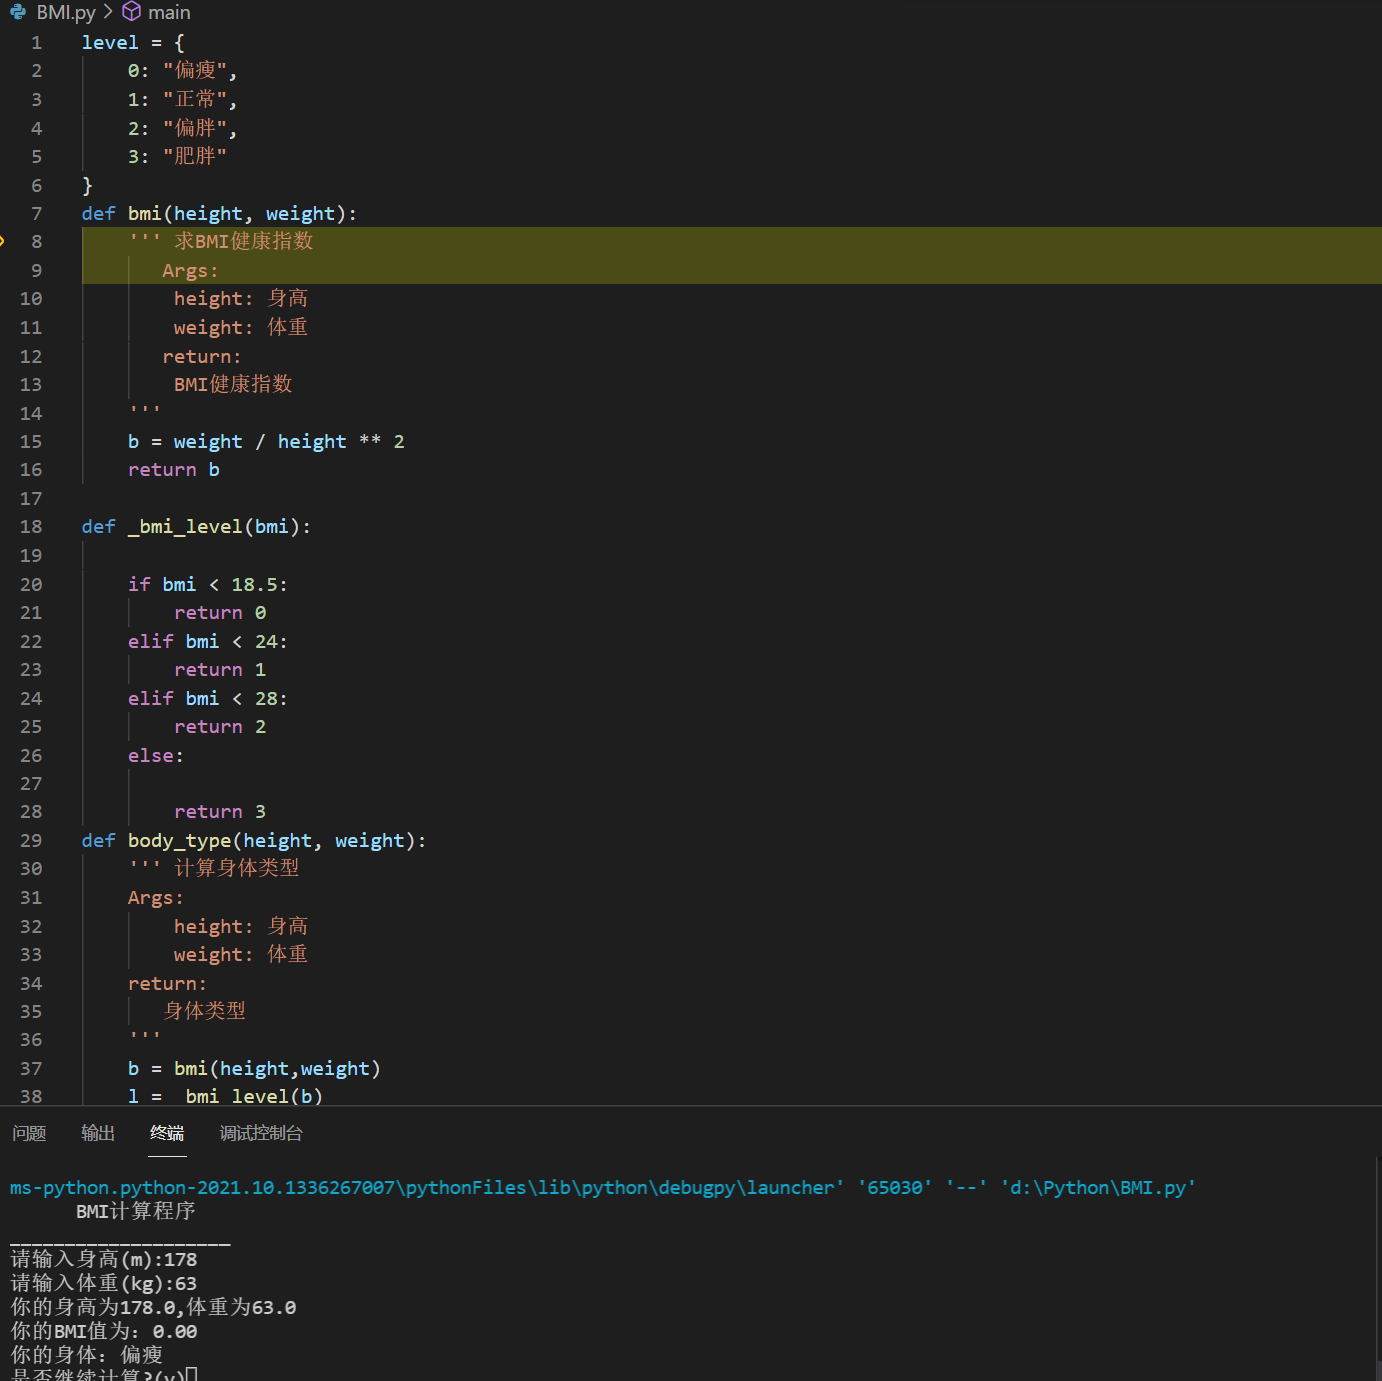 BMI.py > main
1 level = {
2 0: "偏瘦",
3 1: "正常",
4 2: "偏胖",
5 3: "肥胖"
6 }
7 def bmi(height, weight):
8 ''' 求BMI健康指数
9 Args:
10 height: 身高
11 weight: 体重
12 return:
13 BMI健康指数
14 '''
15 b = weight / height ** 2
16 return b
17
18 def _bmi_level(bmi):
19
20 if bmi < 18.5:
21 return 0
22 elif bmi < 24:
23 return 1
24 elif bmi < 28:
25 return 2
26 else:
27
28 return 3
29 def body_type(height, weight):
30 ''' 计算身体类型
31 Args:
32 height: 身高
33 weight: 体重
34 return:
35 身体类型
36 '''
37 b = bmi(height,weight)
38 l = _bmi_level(b)
问题 输出 终端 调试控制台
ms-python.python-2021.10.1336267007\pythonFiles\lib\python\debugpy\launcher' '65030' '--' 'd:\Python\BMI.py'
BMI计算程序
____________________
请输入身高(m):178
请输入体重(kg):63
你的身高为178.0,体重为63.0
你的BMI值为: 0.00
你的身体: 偏瘦
是否继续计算?(y)